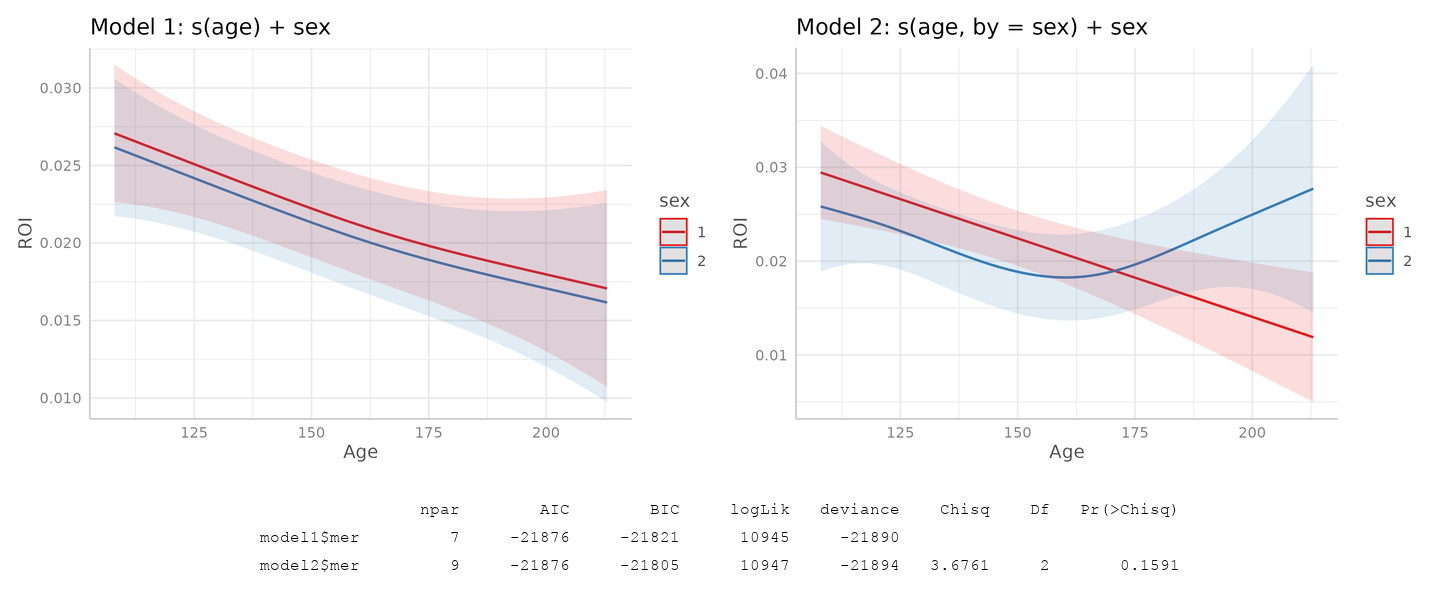 Model 1: s(age) + sex
0.030
0.025
0.020
0.015
0.010
ROI
125 150 175 200
Age
sex
1
2
Model 2: s(age, by = sex) + sex
0.04
0.03
0.02
0.01
ROI
125 150 175 200
Age
sex
1
2
npar AIC BIC logLik deviance Chisq Df Pr(>Chisq)
model1$mer 7 -21876 -21821 10945 -21890
model2$mer 9 -21876 -21805 10947 -21894 3.6761 2 0.1591